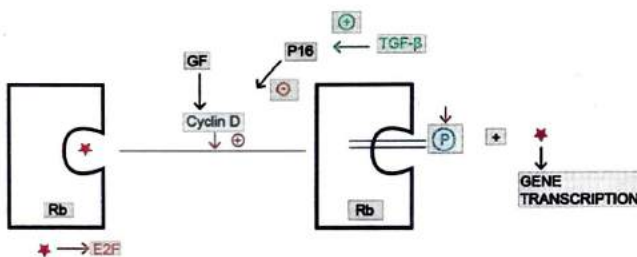 ⊕
P16
TGF-β
GF
⊖
Cyclin D
⊕
P
+
Rb
Rb
GENE
TRANSCRIPTION
E2F